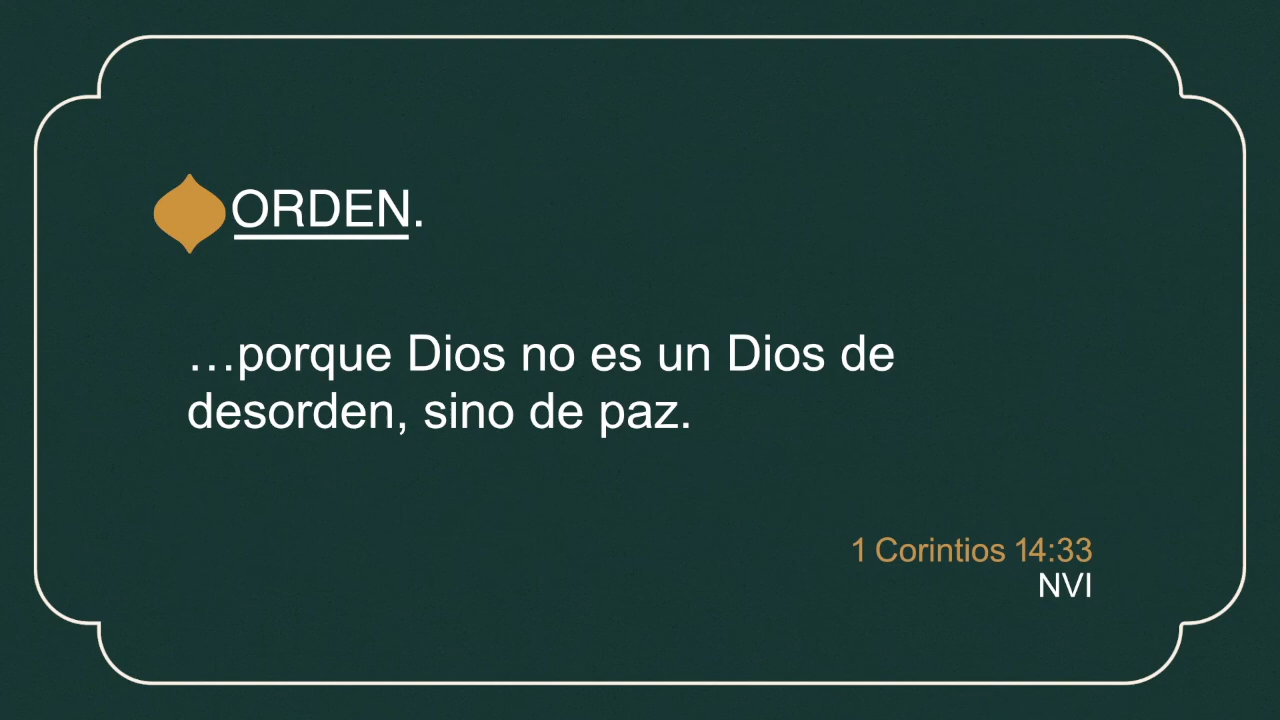 ORDEN.
…porque Dios no es un Dios de
desorden, sino de paz.
1 Corintios 14:33
NVI